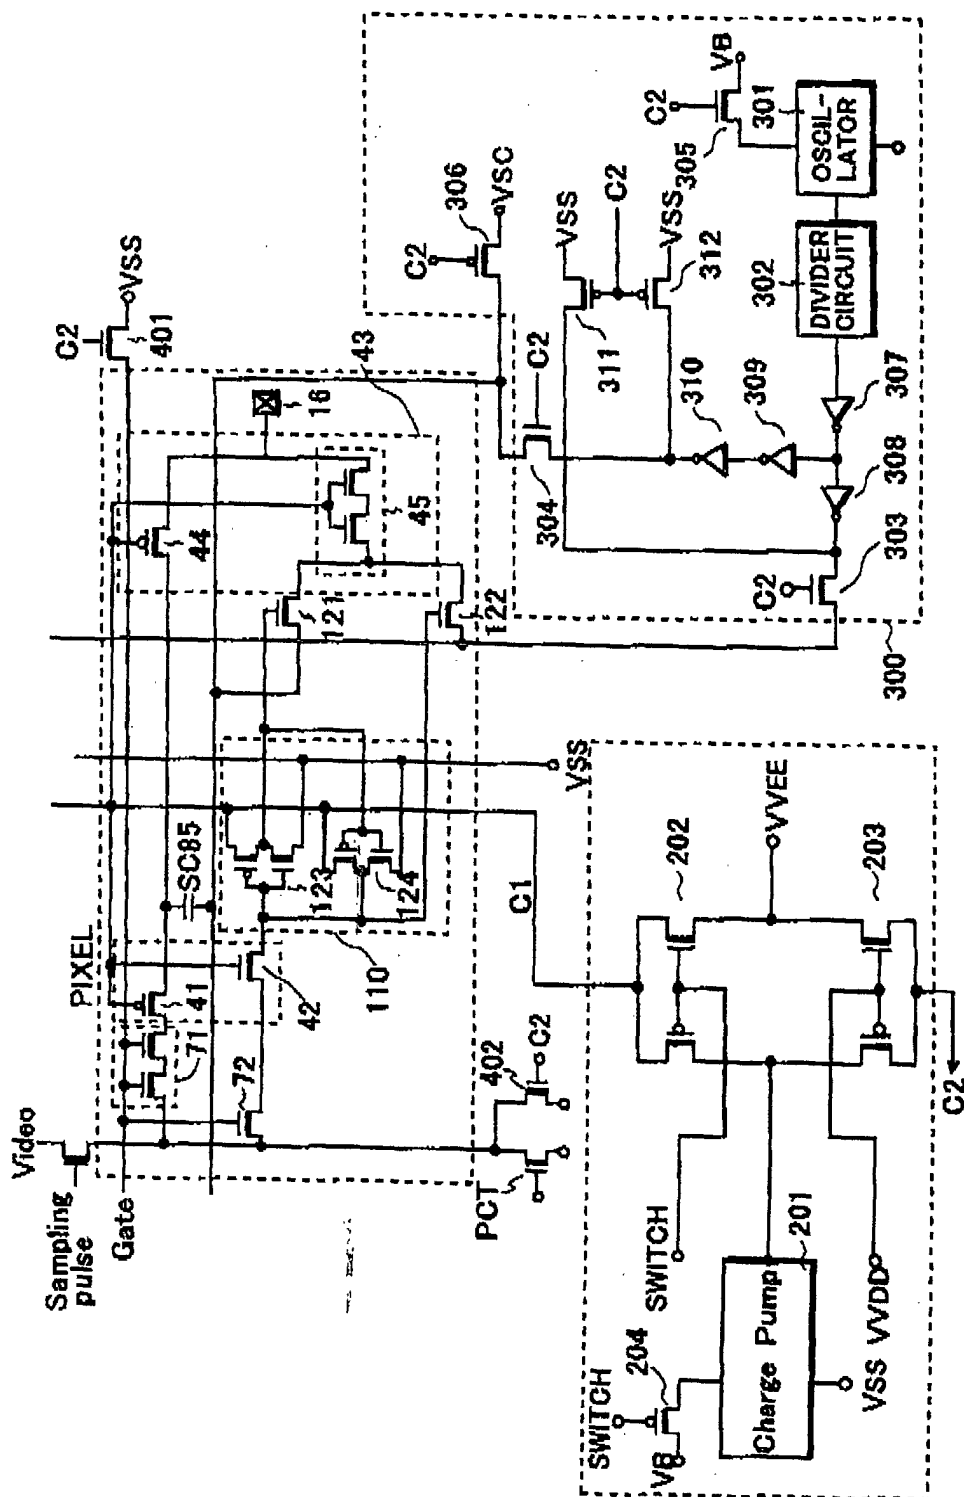 Video
Sampling
pulse
Gate
PIXEL
71
41
SC85
44
16
43
C2
VSS
401
72
42
110
123
124
121
45
122
PCT
402
C2
C1
VSS
C2
306
VSC
C2
304
VSS
311
C2
VSS
312
310
309
C2
VB
305
301
OSCIL-
LATOR
302
DIVIDER
CIRCUIT
307
308
303
C2
300
SWITCH
204
VB
Charge Pump
201
VSS
SWITCH
VVDD
202
VVEE
203
C2